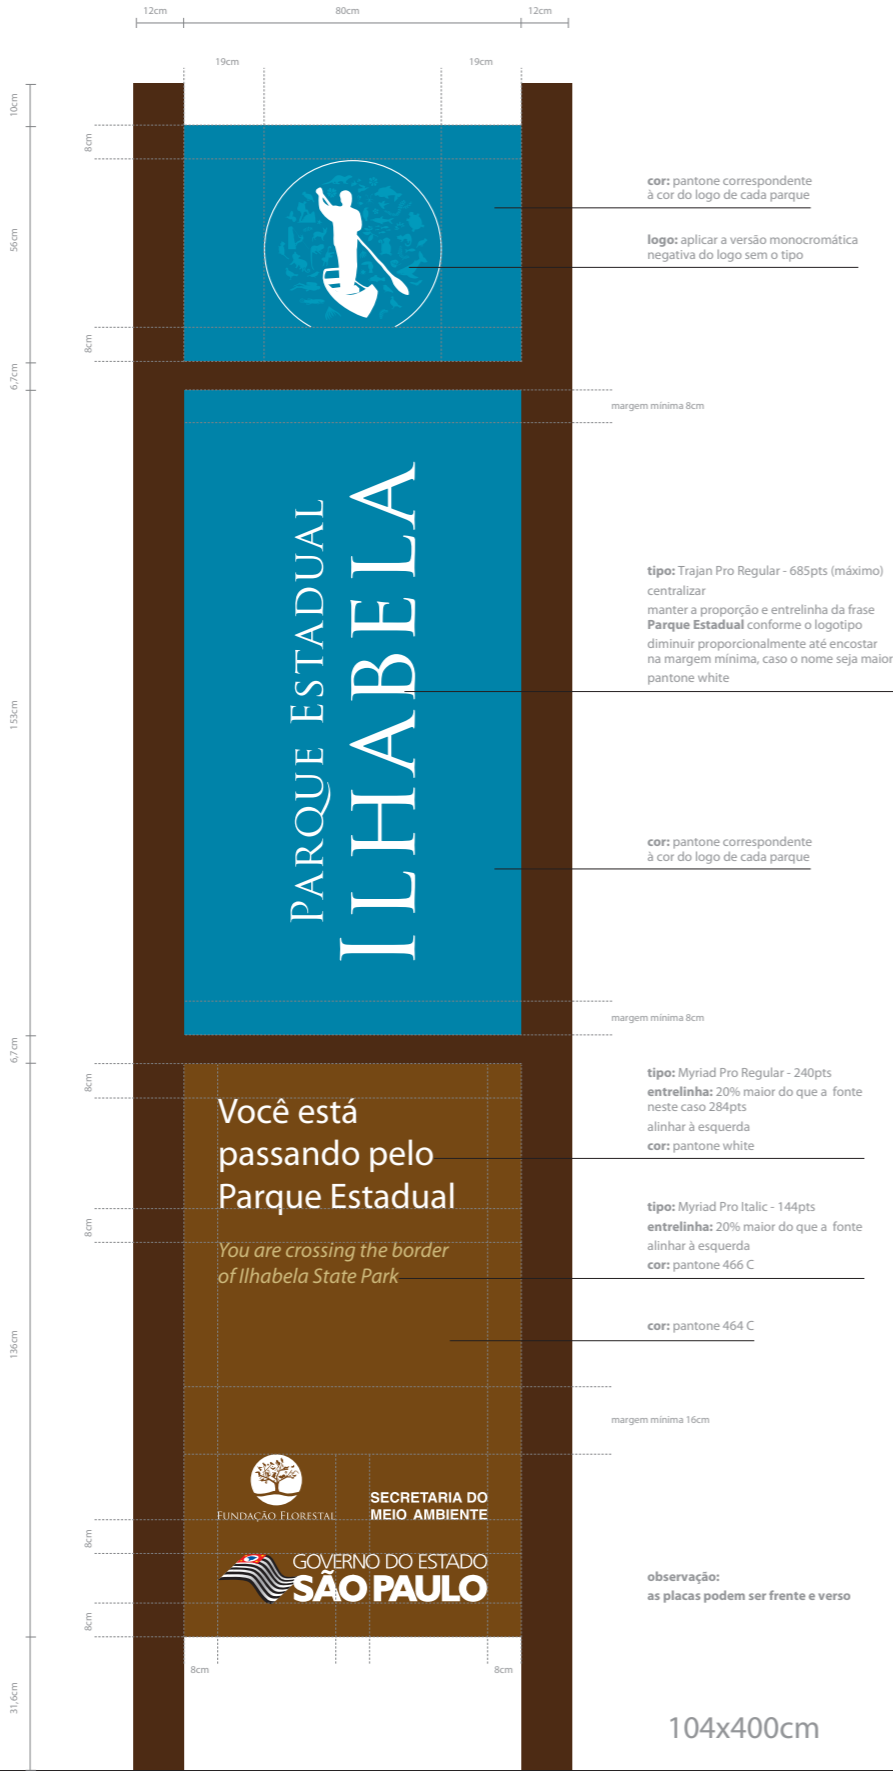 12cm
80cm
12cm
19cm
19cm
10cm
8cm
56cm
8cm
6,7cm
cor: pantone correspondente
à cor do logo de cada parque
logo: aplicar a versão monocromática
negativa do logo sem o tipo
margem mínima 8cm
PARQUE ESTADUAL
ILHABELA
153cm
tipo: Trajan Pro Regular - 685pts (máximo)
centralizar
manter a proporção e entrelinha da frase
Parque Estadual conforme o logotipo
diminuir proporcionalmente até encostar
na margem mínima, caso o nome seja maior
pantone white
cor: pantone correspondente
à cor do logo de cada parque
margem mínima 8cm
6,7cm
8cm
Você está
passando pelo
Parque Estadual
tipo: Myriad Pro Regular - 240pts
entrelinha: 20% maior do que a fonte
neste caso 284pts
alinhar à esquerda
cor: pantone white
8cm
You are crossing the border
of Ilhabela State Park
tipo: Myriad Pro Italic - 144pts
entrelinha: 20% maior do que a fonte
alinhar à esquerda
cor: pantone 466 C
cor: pantone 464 C
136cm
margem mínima 16cm
FUNDAÇÃO FLORESTAL
SECRETARIA DO
MEIO AMBIENTE
8cm
GOVERNO DO ESTADO
SÃO PAULO
8cm
observação:
as placas podem ser frente e verso
8cm
8cm
31,6cm
104x400cm